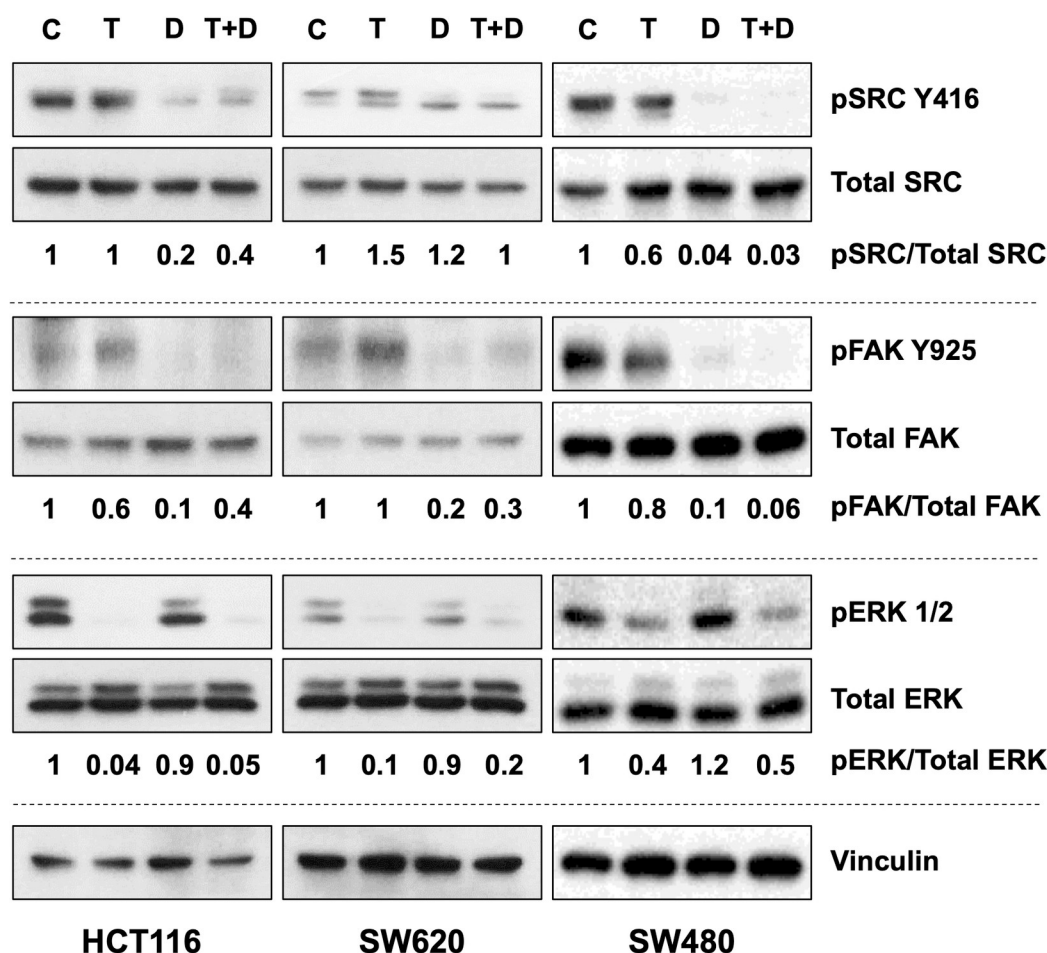 C T D T+D C T D T+D C T D T+D
pSRC Y416
Total SRC
1 1 0.2 0.4 1 1.5 1.2 1 1 0.6 0.04 0.03 pSRC/Total SRC
pFAK Y925
Total FAK
1 0.6 0.1 0.4 1 1 0.2 0.3 1 0.8 0.1 0.06 pFAK/Total FAK
pERK 1/2
Total ERK
1 0.04 0.9 0.05 1 0.1 0.9 0.2 1 0.4 1.2 0.5 pERK/Total ERK
Vinculin
HCT116 SW620 SW480